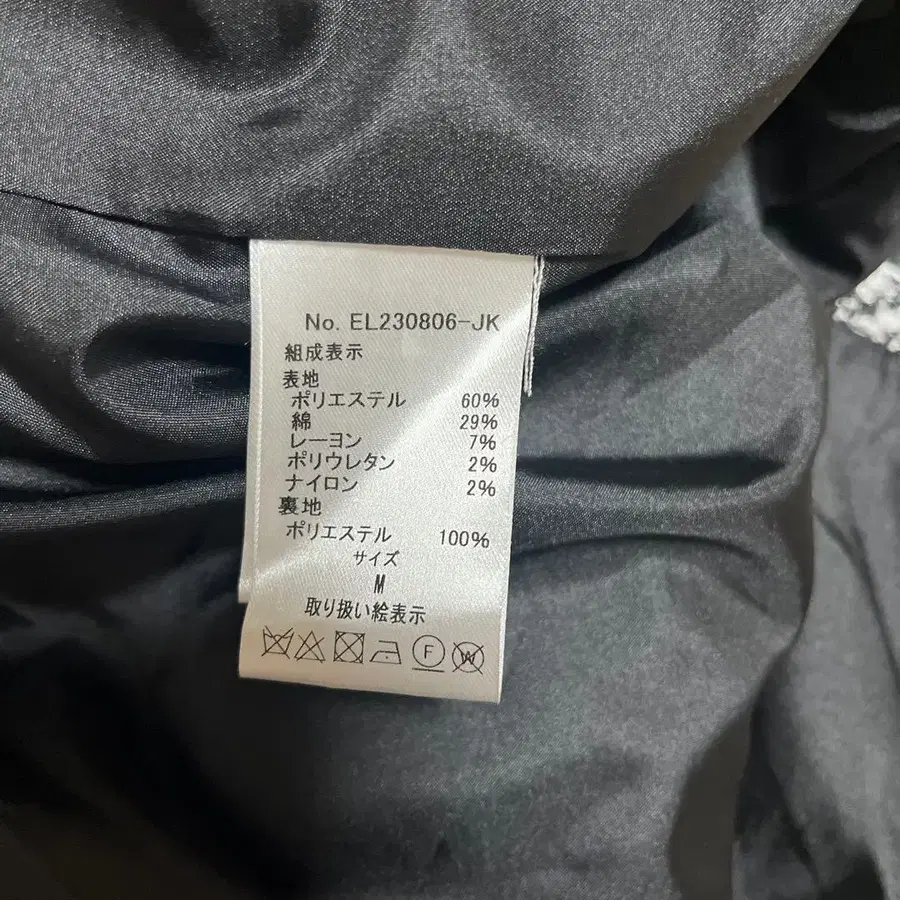 No. EL230806-JK
組成表示
表地
ポリエステル 60%
綿 29%
レーヨン 7%
ポリウレタン 2%
ナイロン 2%
裏地
ポリエステル 100%
サイズ
M
取り扱い絵表示
F W